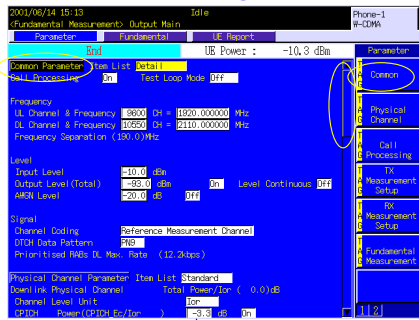 2001/06/14 15:13 Idle Phone-1
<Fundamental Measurement> Output Main W-CDMA
Parameter Fundamental UE Report
End UE Power : -10.3 dBm Parameter
Common Parameter Item List Detail
Call Processing On Test Loop Mode Off
Common
Frequency
UL Channel & Frequency 9600 CH = 1920.000000 MHz
DL Channel & Frequency 10550 CH = 2110.000000 MHz
Frequency Separation (190.0)MHz
Physical
Channel
Call
Processing
Level
Input Level -10.0 dBm
Output Level(Total) -93.0 dBm On Level Continuous Off
AWGN Level -20.0 dB Off
TX
Measurement
Setup
Signal
Channel Coding Reference Measurement Channel
DTCH Data Pattern PN9
Prioritised RABs DL Max. Rate (12.2kbps)
RX
Measurement
Setup
Fundamental
Measurement
Physical Channel Parameter Item List Standard
Downlink Physical Channel Total Power/Ior ( 0.0)dB
Channel Level Unit Ior
CPICH Power(CPICH_Ec/Ior ) -3.3 dB On
1 2